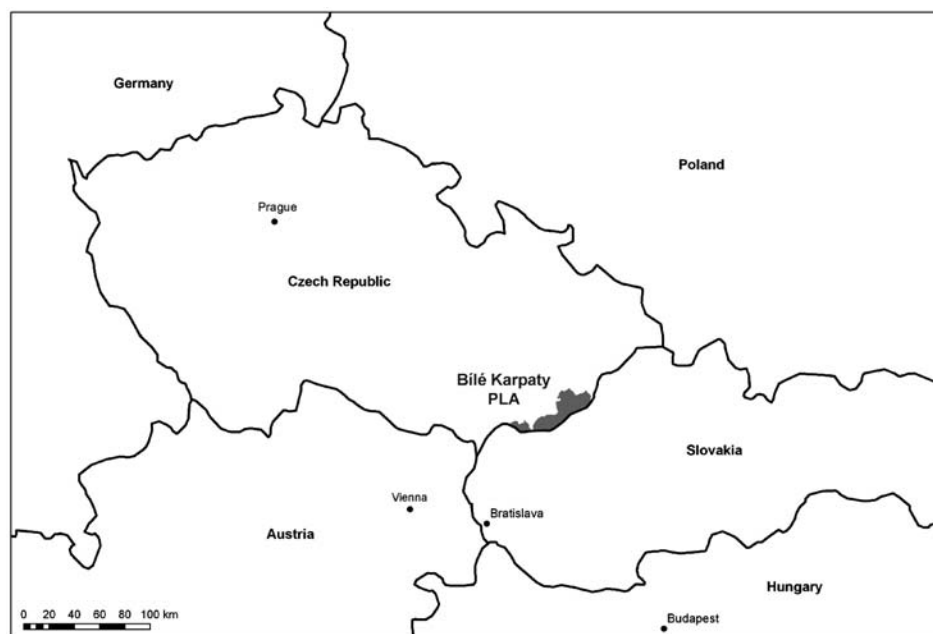 Germany
Poland
Prague
Czech Republic
Bílé Karpaty
PLA
Slovakia
Vienna
Bratislava
Austria
Hungary
Budapest
0 20 40 60 80 100 km